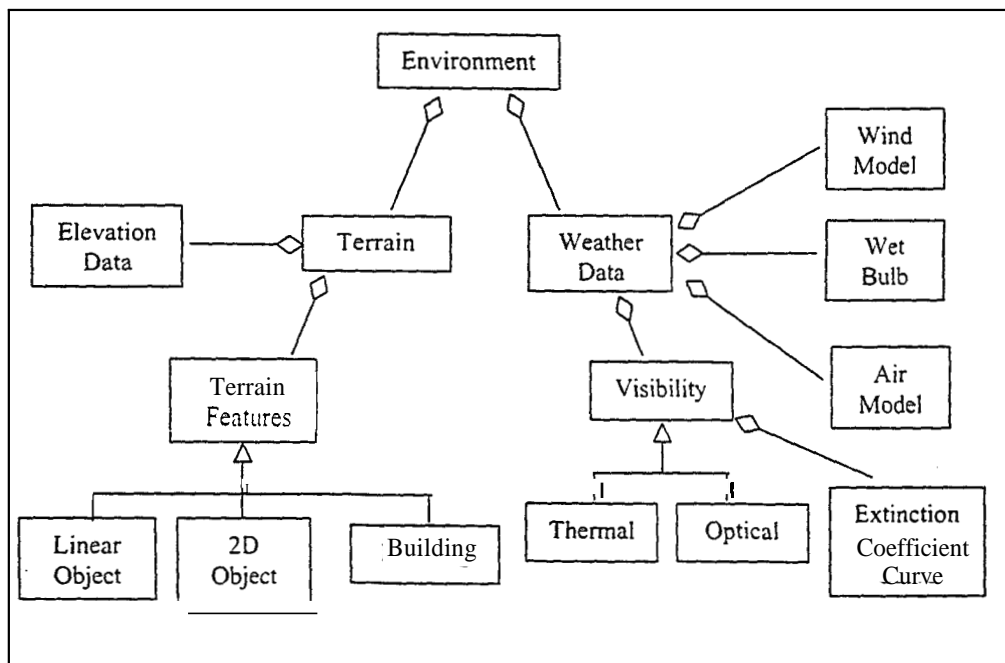 Environment
Wind
Model
Elevation
Data
Terrain
Weather
Data
Wet
Bulb
Terrain
Features
Visibility
Air
Model
Linear
Object
2D
Object
Building
Thermal
Optical
Extinction
Coefficient
Curve